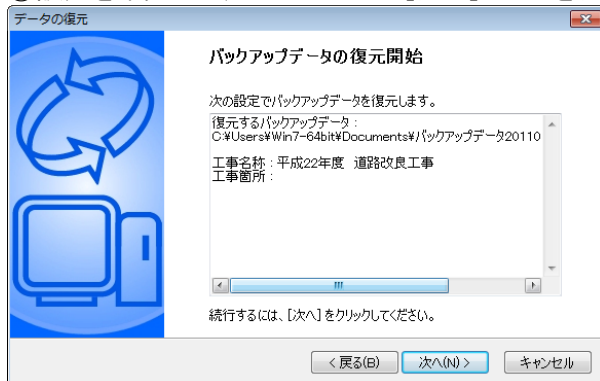 データの復元
バックアップデータの復元開始
次の設定でバックアップデータを復元します。
復元するバックアップデータ :
C:¥Users¥Win7-64bit¥Documents¥バックアップデータ20110
工事名称 : 平成22年度 道路改良工事
工事箇所 :
続行するには、[次へ]をクリックしてください。
< 戻る(B) 次へ(N) > キャンセル